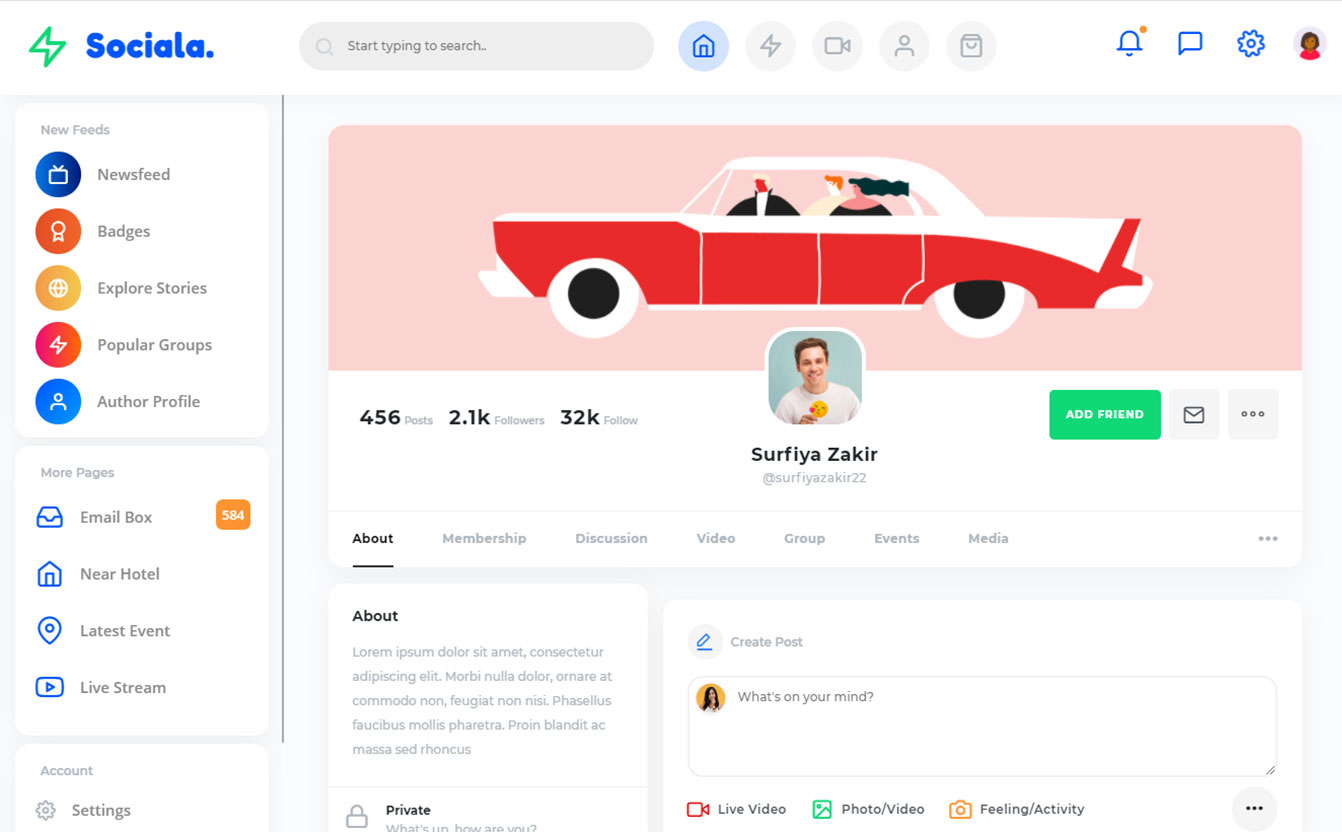 Sociala.
Start typing to search..
New Feeds
Newsfeed
Badges
Explore Stories
Popular Groups
Author Profile
More Pages
Email Box 584
Near Hotel
Latest Event
Live Stream
Account
Settings
456 Posts 2.1k Followers 32k Follow
ADD FRIEND
Surfiya Zakir
@surfiyazakir22
About Membership Discussion Video Group Events Media
About
Lorem ipsum dolor sit amet, consectetur
adipiscing elit. Morbi nulla dolor, ornare at
commodo non, feugiat non nisi. Phasellus
faucibus mollis pharetra. Proin blandit ac
massa sed rhoncus
Private
What's up, how are you?
Create Post
What's on your mind?
Live Video Photo/Video Feeling/Activity